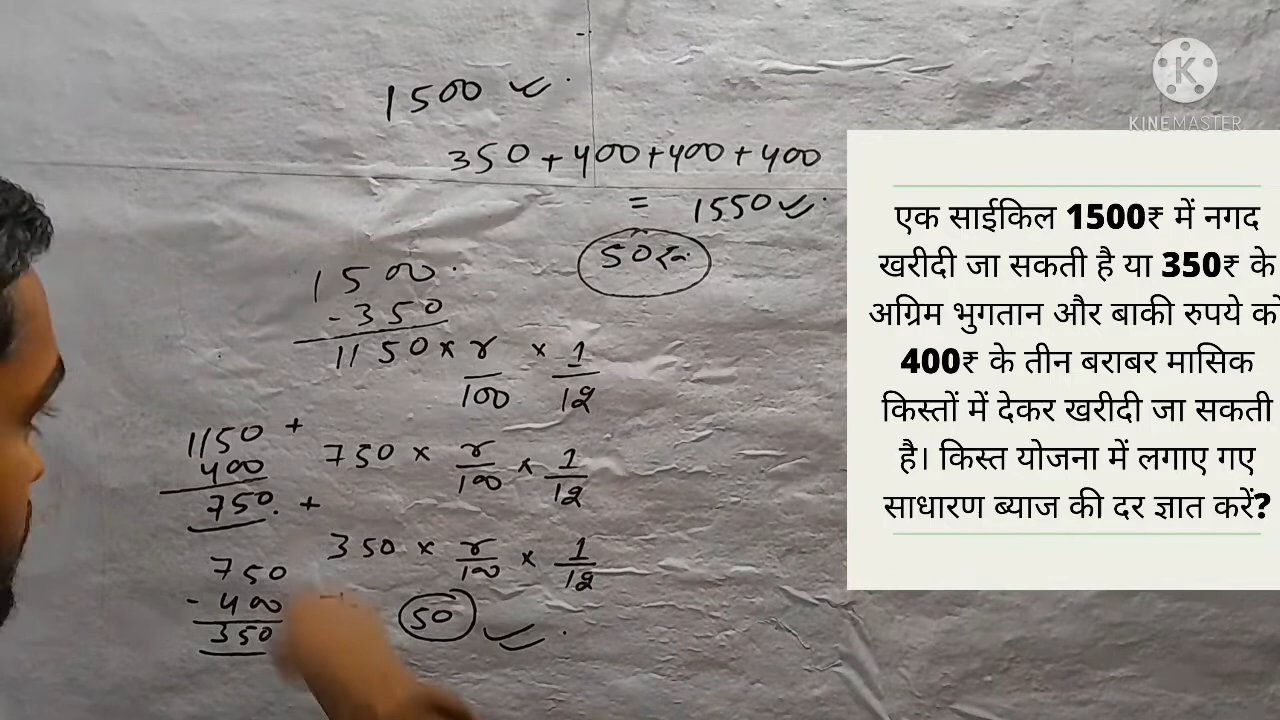 1500
350 + 400 + 400 + 400
= 1550
50रु.
1500
- 350
1150 × r/100 × 1/12
+
1150
400
750
750 × r/100 × 1/12
+
350 × r/100 × 1/12
750
- 400
350
50
K
KINEMASTER
एक साईकिल 1500₹ में नगद
खरीदी जा सकती है या 350₹ के
अग्रिम भुगतान और बाकी रुपये को
400₹ के तीन बराबर मासिक
किस्तों में देकर खरीदी जा सकती
है। किस्त योजना में लगाए गए
साधारण ब्याज की दर ज्ञात करें?